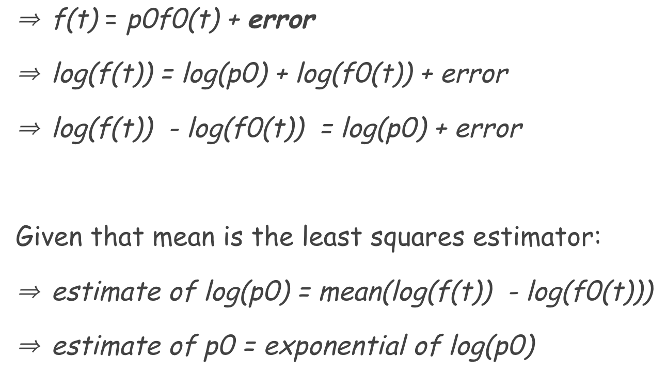 ⇒ f(t) = p0f0(t) + error
⇒ log(f(t)) = log(p0) + log(f0(t)) + error
⇒ log(f(t))  - log(f0(t))  = log(p0) + error
Given that mean is the least squares estimator:
⇒ estimate of log(p0) = mean(log(f(t))  - log(f0(t)))
⇒ estimate of p0 = exponential of log(p0)